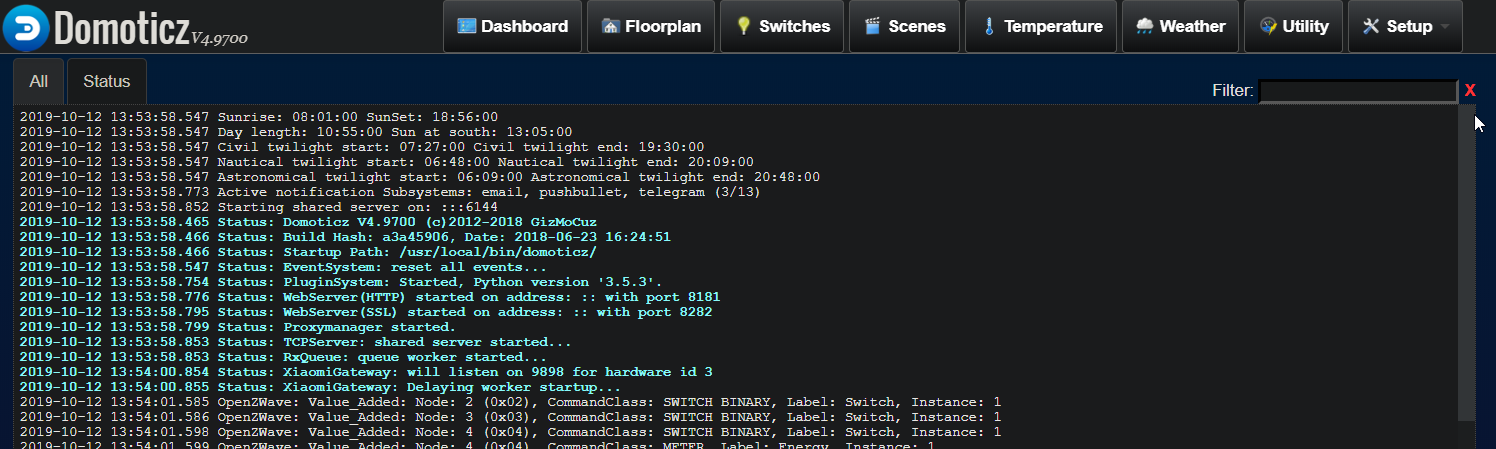 Domoticz V4.9700 Dashboard Floorplan Switches Scenes Temperature Weather Utility Setup
All Status Filter: X
2019-10-12 13:53:58.547 Sunrise: 08:01:00 SunSet: 18:56:00
2019-10-12 13:53:58.547 Day length: 10:55:00 Sun at south: 13:05:00
2019-10-12 13:53:58.547 Civil twilight start: 07:27:00 Civil twilight end: 19:30:00
2019-10-12 13:53:58.547 Nautical twilight start: 06:48:00 Nautical twilight end: 20:09:00
2019-10-12 13:53:58.547 Astronomical twilight start: 06:09:00 Astronomical twilight end: 20:48:00
2019-10-12 13:53:58.773 Active notification Subsystems: email, pushbullet, telegram (3/13)
2019-10-12 13:53:58.852 Starting shared server on: :::6144
2019-10-12 13:53:58.465 Status: Domoticz V4.9700 (c)2012-2018 GizMoCuz
2019-10-12 13:53:58.466 Status: Build Hash: a3a45906, Date: 2018-06-23 16:24:51
2019-10-12 13:53:58.466 Status: Startup Path: /usr/local/bin/domoticz/
2019-10-12 13:53:58.547 Status: EventSystem: reset all events...
2019-10-12 13:53:58.754 Status: PluginSystem: Started, Python version '3.5.3'.
2019-10-12 13:53:58.776 Status: WebServer(HTTP) started on address: :: with port 8181
2019-10-12 13:53:58.795 Status: WebServer(SSL) started on address: :: with port 8282
2019-10-12 13:53:58.799 Status: Proxymanager started.
2019-10-12 13:53:58.853 Status: TCPServer: shared server started...
2019-10-12 13:53:58.853 Status: RxQueue: queue worker started...
2019-10-12 13:54:00.854 Status: XiaomiGateway: will listen on 9898 for hardware id 3
2019-10-12 13:54:00.855 Status: XiaomiGateway: Delaying worker startup...
2019-10-12 13:54:01.585 OpenZWave: Value_Added: Node: 2 (0x02), CommandClass: SWITCH BINARY, Label: Switch, Instance: 1
2019-10-12 13:54:01.586 OpenZWave: Value_Added: Node: 3 (0x03), CommandClass: SWITCH BINARY, Label: Switch, Instance: 1
2019-10-12 13:54:01.598 OpenZWave: Value_Added: Node: 4 (0x04), CommandClass: SWITCH BINARY, Label: Switch, Instance: 1
2019-10-12 13:54:01.599 OpenZWave: Value_Added: Node: 4 (0x04), CommandClass: METER, Label: Energy, Instance: 1